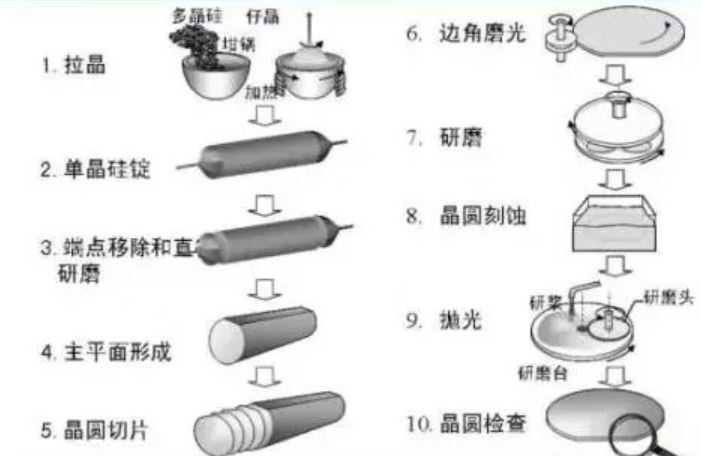 多晶硅 仔晶
坩锅
1. 拉晶
加热
2. 单晶硅锭
3. 端点移除和直
研磨
4. 主平面形成
5. 晶圆切片
6. 边角磨光
7. 研磨
8. 晶圆刻蚀
研浆
研磨头
9. 抛光
研磨台
10. 晶圆检查